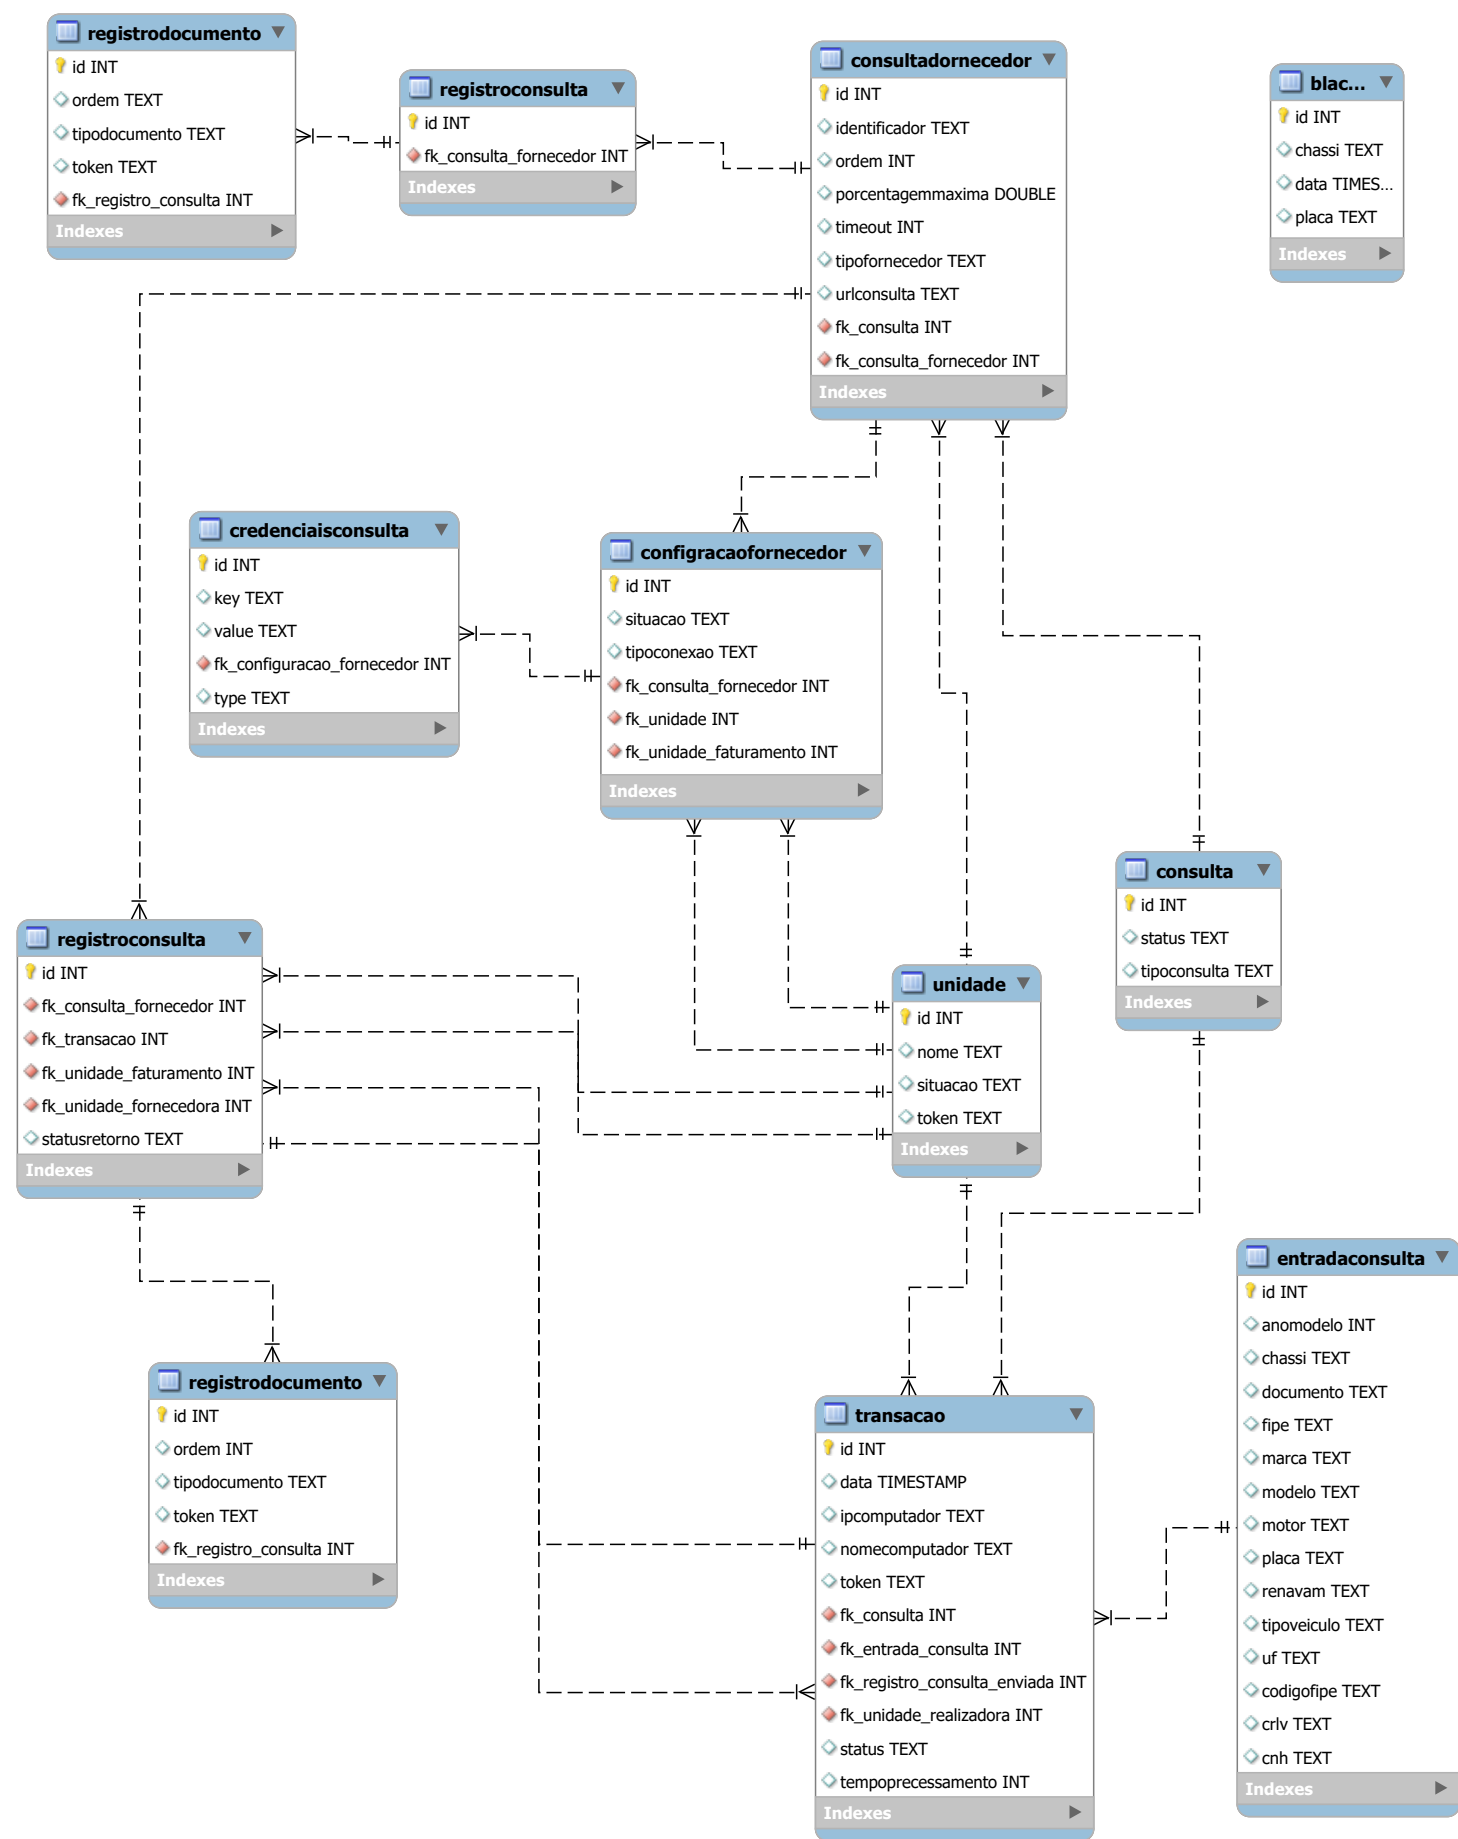 registrodocumento
id INT
ordem TEXT
tipodocumento TEXT
token TEXT
fk_registro_consulta INT
Indexes
registroconsulta
id INT
fk_consulta_fornecedor INT
Indexes
consultadornecedor
id INT
identificador TEXT
ordem INT
porcentagemmaxima DOUBLE
timeout INT
tipofornecedor TEXT
urlconsulta TEXT
fk_consulta INT
fk_consulta_fornecedor INT
Indexes
blac...
id INT
chassi TEXT
data TIMES...
placa TEXT
Indexes
credenciaisconsulta
id INT
key TEXT
value TEXT
fk_configuracao_fornecedor INT
type TEXT
Indexes
configracaofornecedor
id INT
situacao TEXT
tipoconexao TEXT
fk_consulta_fornecedor INT
fk_unidade INT
fk_unidade_faturamento INT
Indexes
consulta
id INT
status TEXT
tipoconsulta TEXT
Indexes
registroconsulta
id INT
fk_consulta_fornecedor INT
fk_transacao INT
fk_unidade_faturamento INT
fk_unidade_fornecedora INT
statusretorno TEXT
Indexes
unidade
id INT
nome TEXT
situacao TEXT
token TEXT
Indexes
registrodocumento
id INT
ordem INT
tipodocumento TEXT
token TEXT
fk_registro_consulta INT
Indexes
transacao
id INT
data TIMESTAMP
ipcomputador TEXT
nomecomputador TEXT
token TEXT
fk_consulta INT
fk_entrada_consulta INT
fk_registro_consulta_enviada INT
fk_unidade_realizadora INT
status TEXT
tempoprecessamento INT
Indexes
entradaconsulta
id INT
anomodelo INT
chassi TEXT
documento TEXT
fipe TEXT
marca TEXT
modelo TEXT
motor TEXT
placa TEXT
renavam TEXT
tipoveiculo TEXT
uf TEXT
codigofipe TEXT
crlv TEXT
cnh TEXT
Indexes